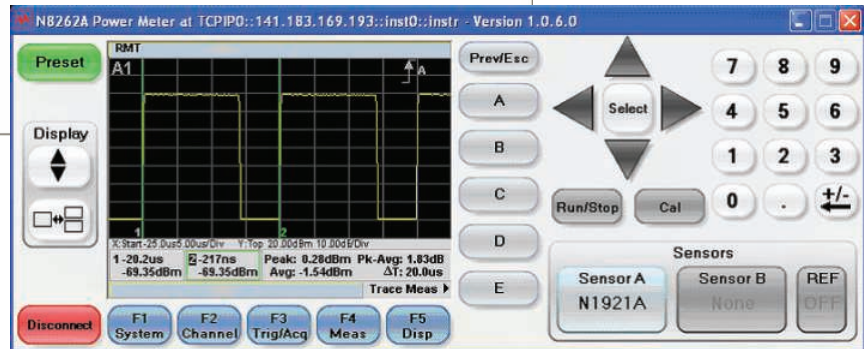 N8262A Power Meter at TCPIP0::141.183.169.193::inst0::instr - Version 1.0.6.0
Preset
Display
Disconnect
RMT
A1
A
1
2
X:Start-25.0us5.00us/Div Y:Top 20.00dBm 10.00dB/Div
1-20.2us 2-217ns Peak: 0.28dBm Pk-Avg: 1.83dB
-69.35dBm -69.35dBm Avg: -1.54dBm ΔT: 20.0us
Trace Meas
F1
System
F2
Channel
F3
Trig/Acq
F4
Meas
F5
Disp
Prev/Esc
A
B
C
D
E
Select
Run/Stop
Cal
7 8 9
4 5 6
1 2 3
0 . +/-
Sensors
Sensor A
N1921A
Sensor B
None
REF
OFF